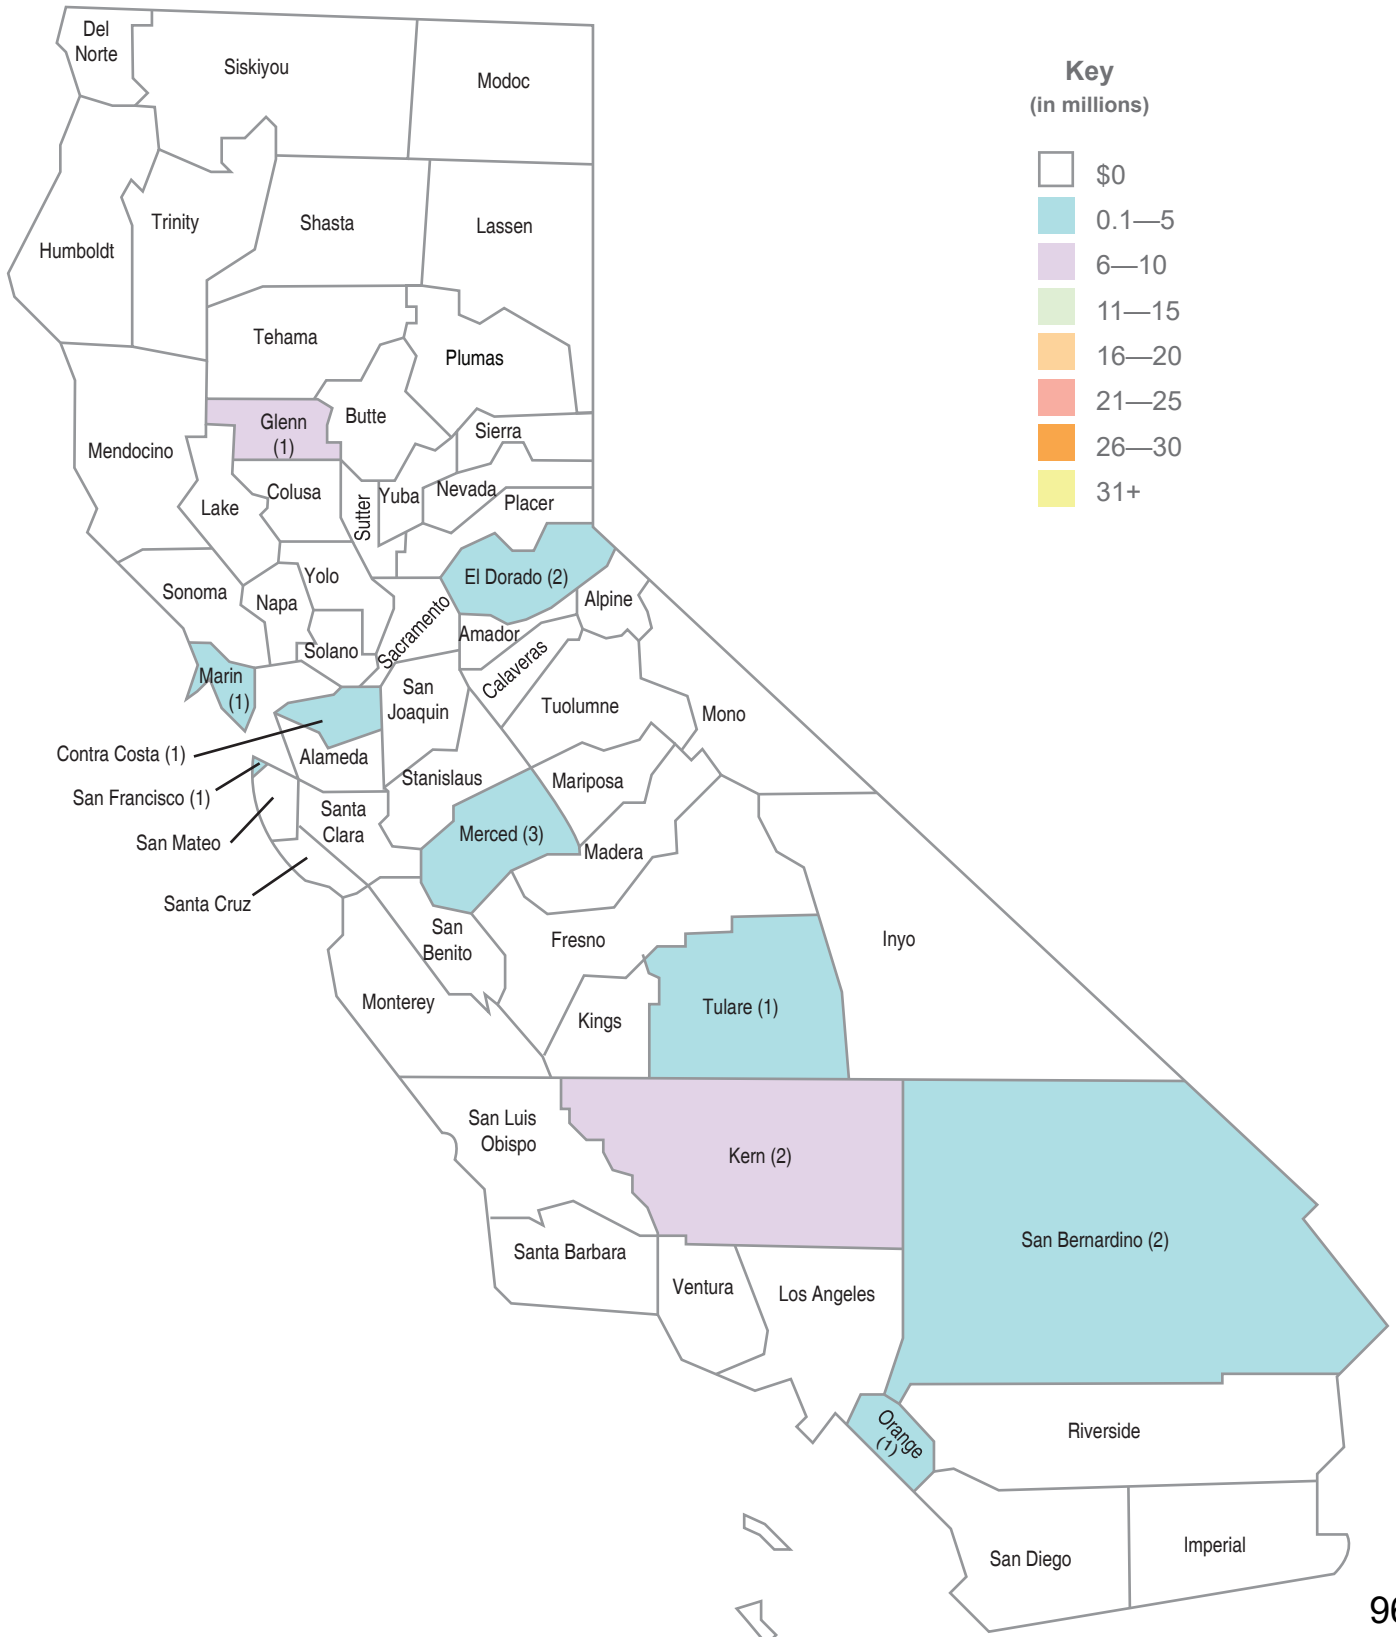 Del
Norte
Siskiyou
Modoc
Key
(in millions)
$0
0.1—5
6—10
11—15
16—20
21—25
26—30
31+
Humboldt
Trinity
Shasta
Lassen
Tehama
Plumas
Mendocino
Glenn
(1)
Butte
Sierra
Lake
Colusa
Sutter
Yuba
Nevada
Placer
Sonoma
Napa
Yolo
Solano
Sacramento
El Dorado (2)
Alpine
Amador
Calaveras
Marin
(1)
San
Joaquin
Tuolumne
Mono
Contra Costa (1)
Alameda
Stanislaus
Mariposa
San Francisco (1)
Santa
Clara
Merced (3)
Madera
San Mateo
Santa Cruz
San
Benito
Fresno
Inyo
Monterey
Kings
Tulare (1)
San Luis
Obispo
Kern (2)
San Bernardino (2)
Santa Barbara
Ventura
Los Angeles
Orange
(1)
Riverside
San Diego
Imperial